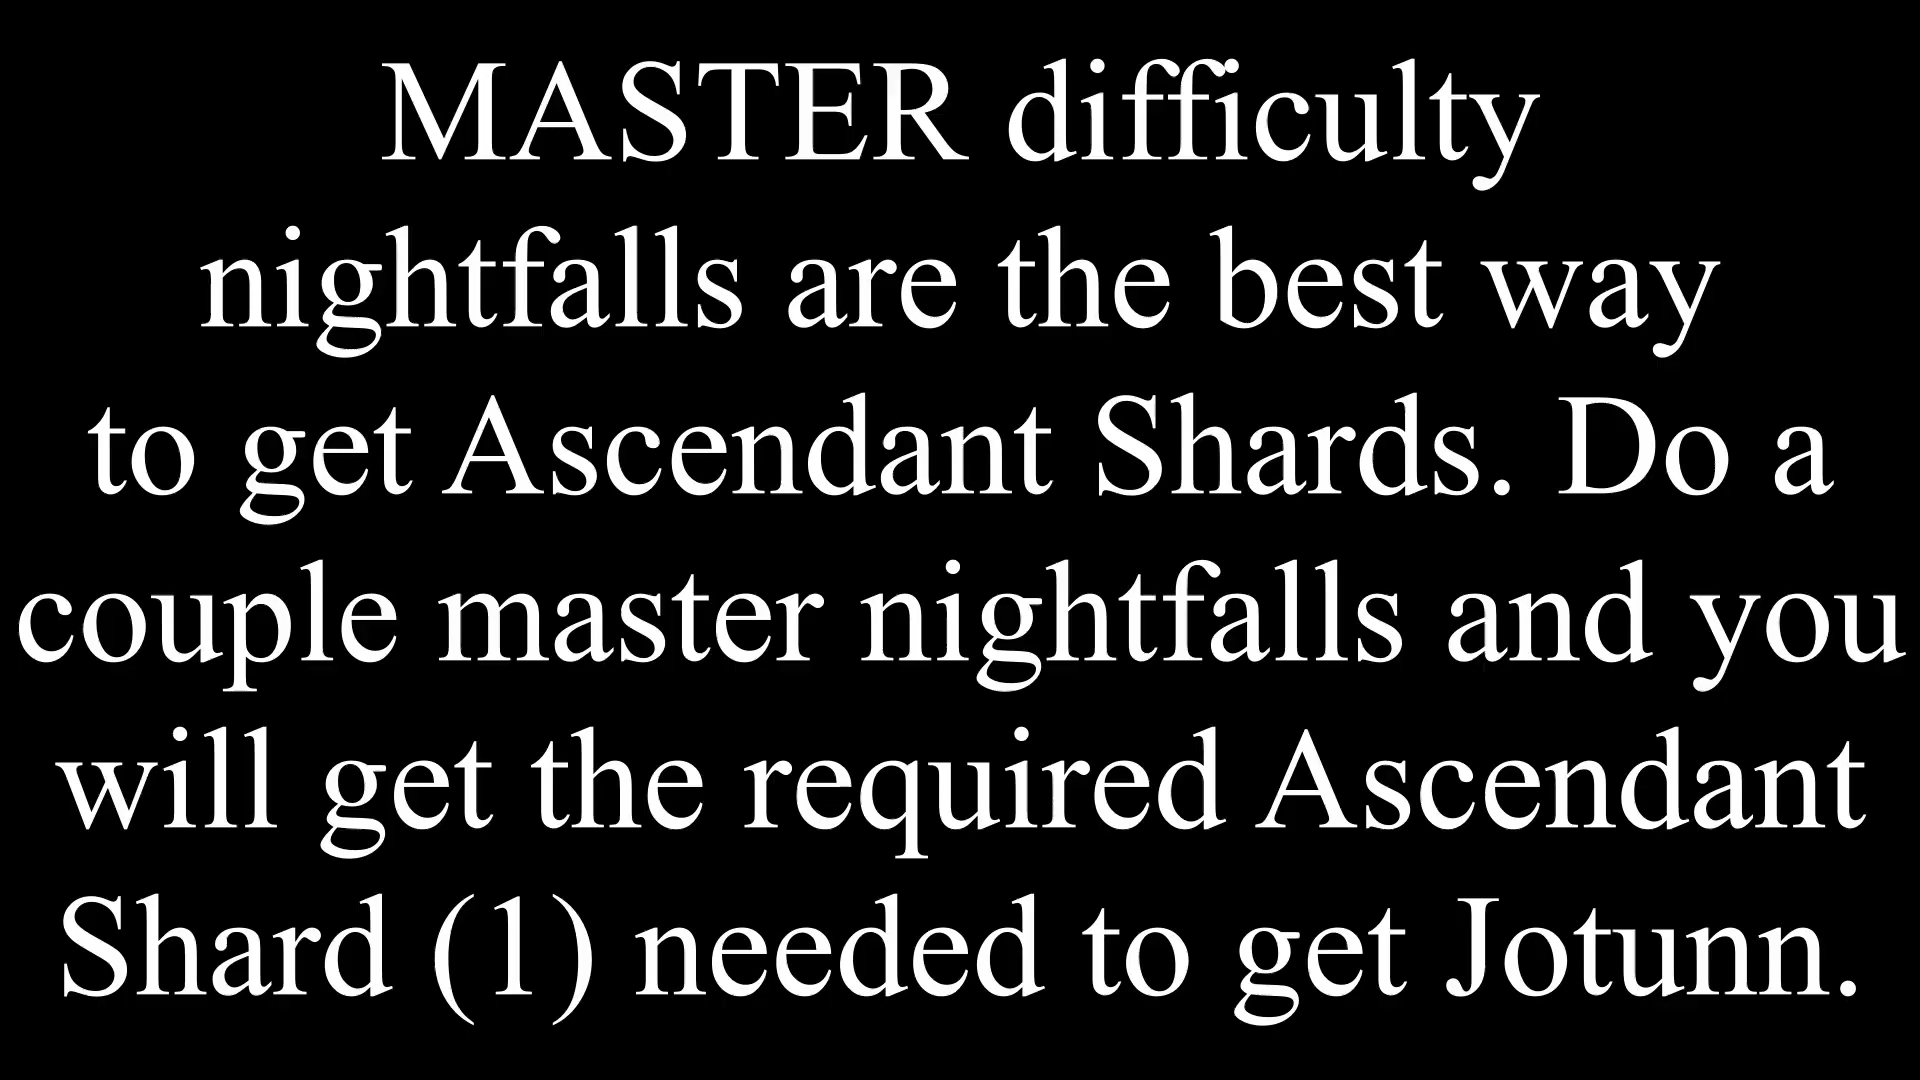 MASTER difficulty
nightfalls are the best way
to get Ascendant Shards. Do a
couple master nightfalls and you
will get the required Ascendant
Shard (1) needed to get Jotunn.